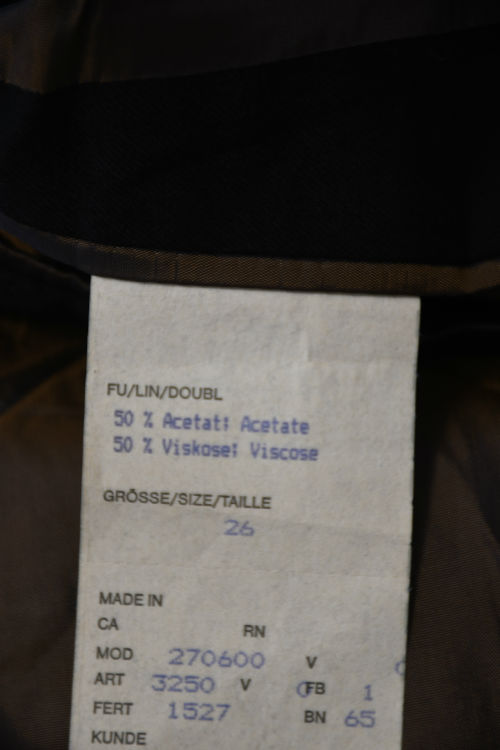 FU/LIN/DOUBL
50 % Acetat; Acetate
50 % Viskose; Viscose
GRÖSSE/SIZE/TAILLE
26
MADE IN
CA RN
MOD 270600 V
ART 3250 V FB 1
FERT 1527 BN 65
KUNDE